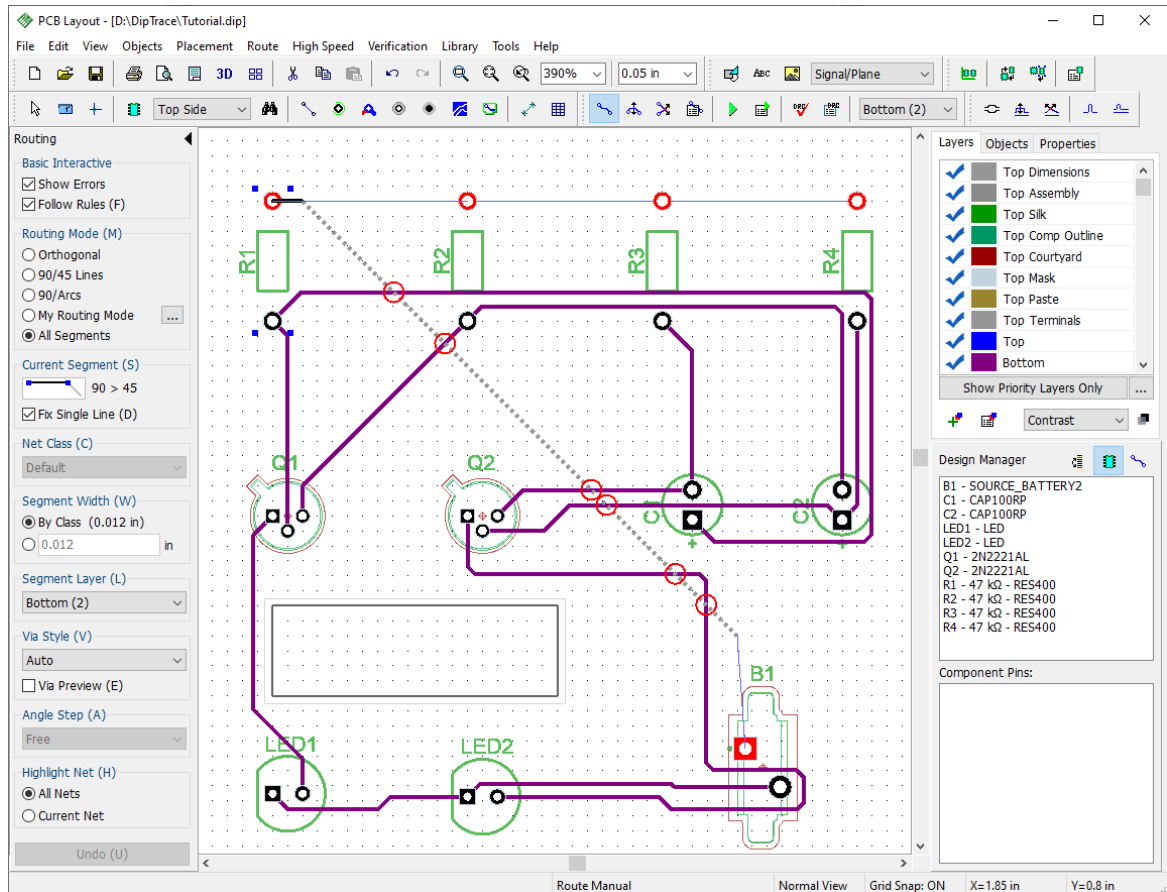 PCB Layout - [D:\DipTrace\Tutorial.dip]
File Edit View Objects Placement Route High Speed Verification Library Tools Help
3D 390% 0.05 in ABC Signal/Plane
Top Side DRC DRC Bottom (2)
Routing
Basic Interactive
Show Errors
Follow Rules (F)
Routing Mode (M)
Orthogonal
90/45 Lines
90/Arcs
My Routing Mode ...
All Segments
Current Segment (S)
90 > 45
Fix Single Line (D)
Net Class (C)
Default
Segment Width (W)
By Class (0.012 in)
0.012 in
Segment Layer (L)
Bottom (2)
Via Style (V)
Auto
Via Preview (E)
Angle Step (A)
Free
Highlight Net (H)
All Nets
Current Net
Undo (U)
R1 R2 R3 R4
Q1 Q2
C1 C2
B1
LED1 LED2
Layers Objects Properties
Top Dimensions
Top Assembly
Top Silk
Top Comp Outline
Top Courtyard
Top Mask
Top Paste
Top Terminals
Top
Bottom
Show Priority Layers Only ...
Contrast
Design Manager
B1 - SOURCE_BATTERY2
C1 - CAP100RP
C2 - CAP100RP
LED1 - LED
LED2 - LED
Q1 - 2N2221AL
Q2 - 2N2221AL
R1 - 47 kΩ - RES400
R2 - 47 kΩ - RES400
R3 - 47 kΩ - RES400
R4 - 47 kΩ - RES400
Component Pins:
Route Manual Normal View Grid Snap: ON X=1.85 in Y=0.8 in